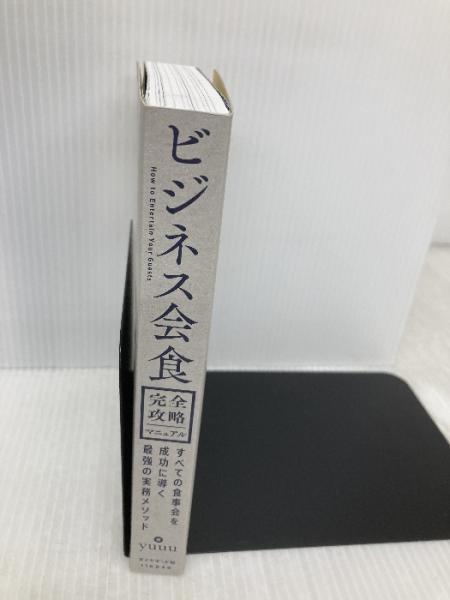 ビジネス会食
How to Entertain Your Guests
完全
攻略
マニュアル
すべての食事会を
成功に導く
最強の実務メソッド
yuuu